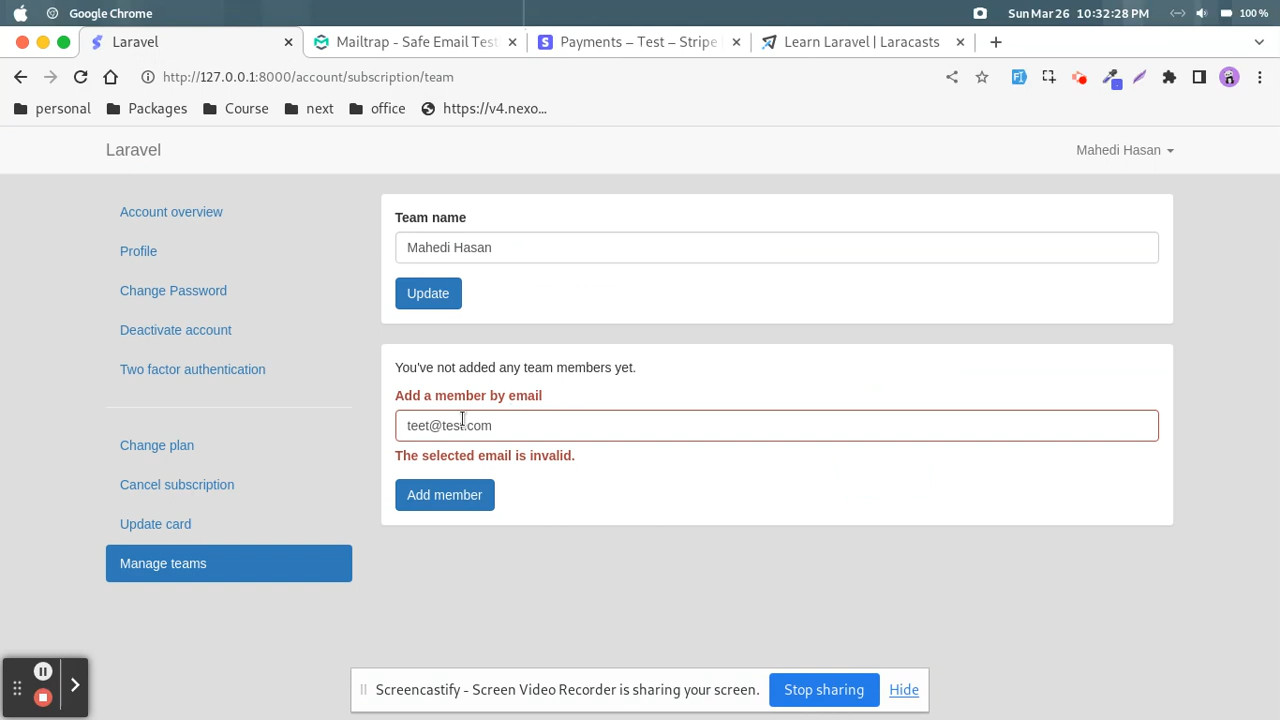 Google Chrome
Sun Mar 26 10:32:28 PM
100 %
Laravel
Mailtrap - Safe Email Test
Payments – Test – Stripe
Learn Laravel | Laracasts
http://127.0.0.1:8000/account/subscription/team
personal
Packages
Course
next
office
https://v4.nexo...
Laravel
Mahedi Hasan
Account overview
Profile
Change Password
Deactivate account
Two factor authentication
Change plan
Cancel subscription
Update card
Manage teams
Team name
Mahedi Hasan
Update
You've not added any team members yet.
Add a member by email
teet@test.com
The selected email is invalid.
Add member
Screencastify - Screen Video Recorder is sharing your screen.
Stop sharing
Hide